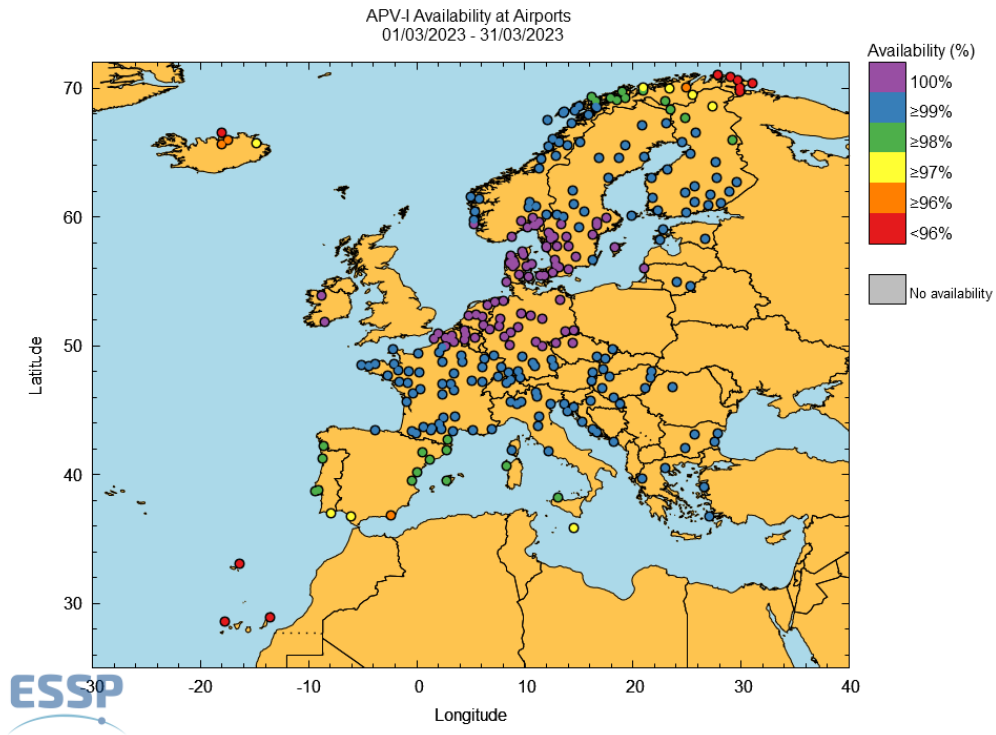 APV-I Availability at Airports
01/03/2023 - 31/03/2023
Availability (%)
100%
≥99%
≥98%
≥97%
≥96%
<96%
No availability
70
60
50
40
30
Latitude
-30
-20
-10
0
10
20
30
40
Longitude
ESSP